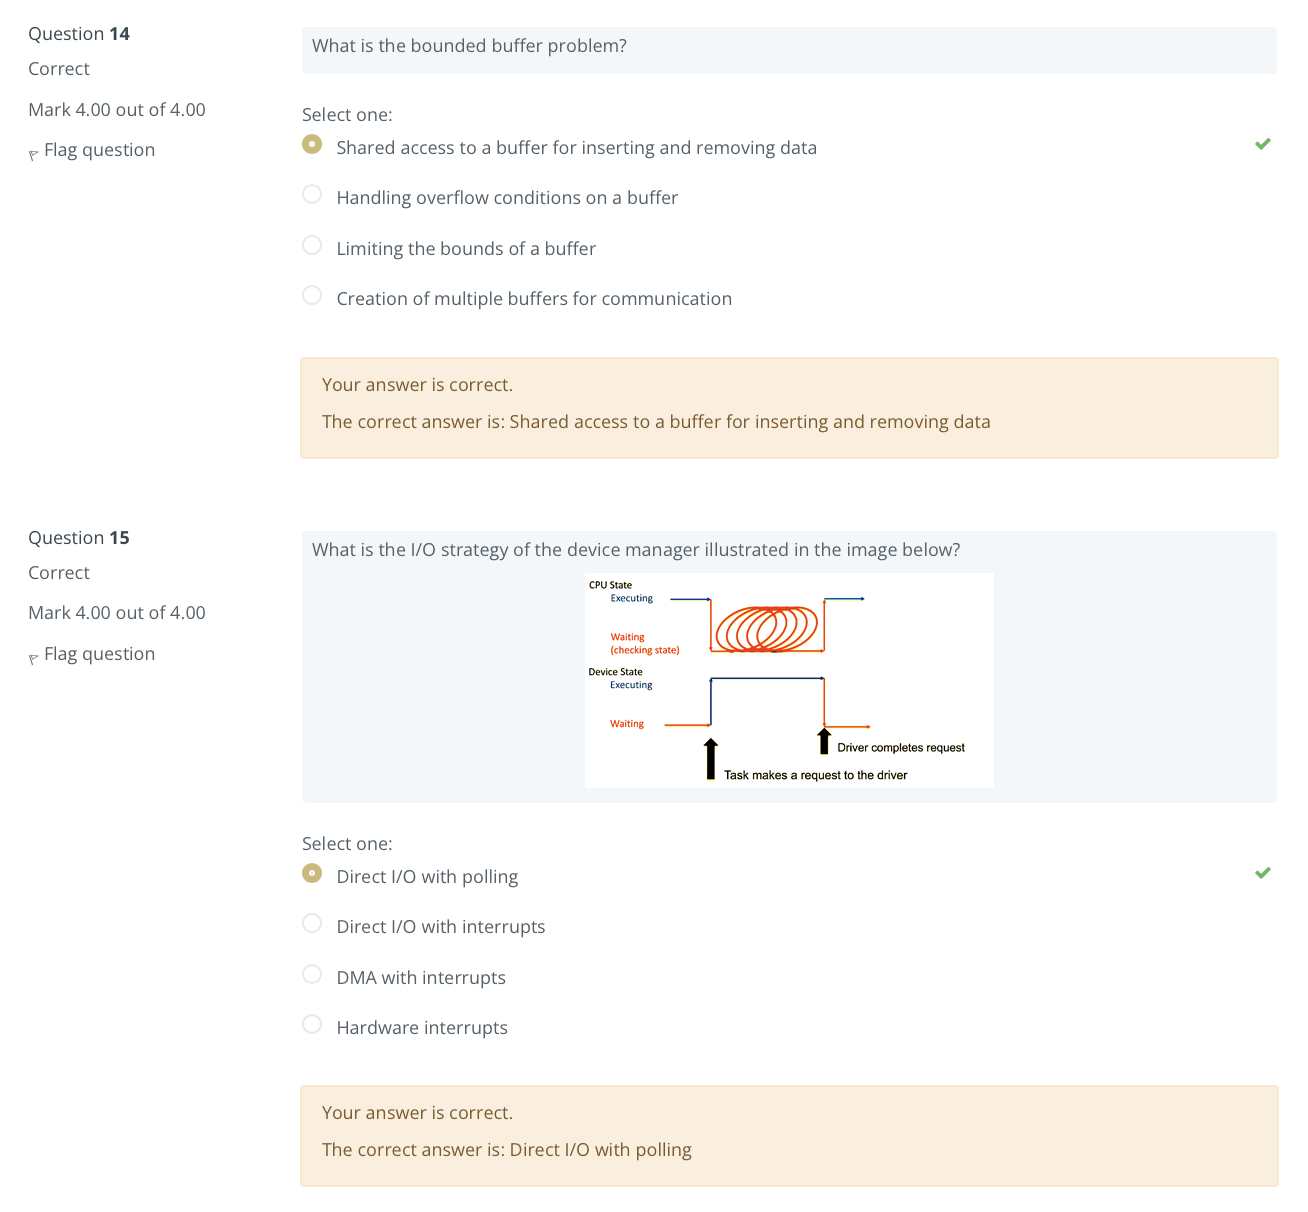 Question 14
Correct
Mark 4.00 out of 4.00
Flag question
What is the bounded buffer problem?
Select one:
Shared access to a buffer for inserting and removing data
Handling overflow conditions on a buffer
Limiting the bounds of a buffer
Creation of multiple buffers for communication
Your answer is correct.
The correct answer is: Shared access to a buffer for inserting and removing data
Question 15
Correct
Mark 4.00 out of 4.00
Flag question
What is the I/O strategy of the device manager illustrated in the image below?
CPU State
Executing
Waiting
(checking state)
Device State
Executing
Waiting
Driver completes request
Task makes a request to the driver
Select one:
Direct I/O with polling
Direct I/O with interrupts
DMA with interrupts
Hardware interrupts
Your answer is correct.
The correct answer is: Direct I/O with polling